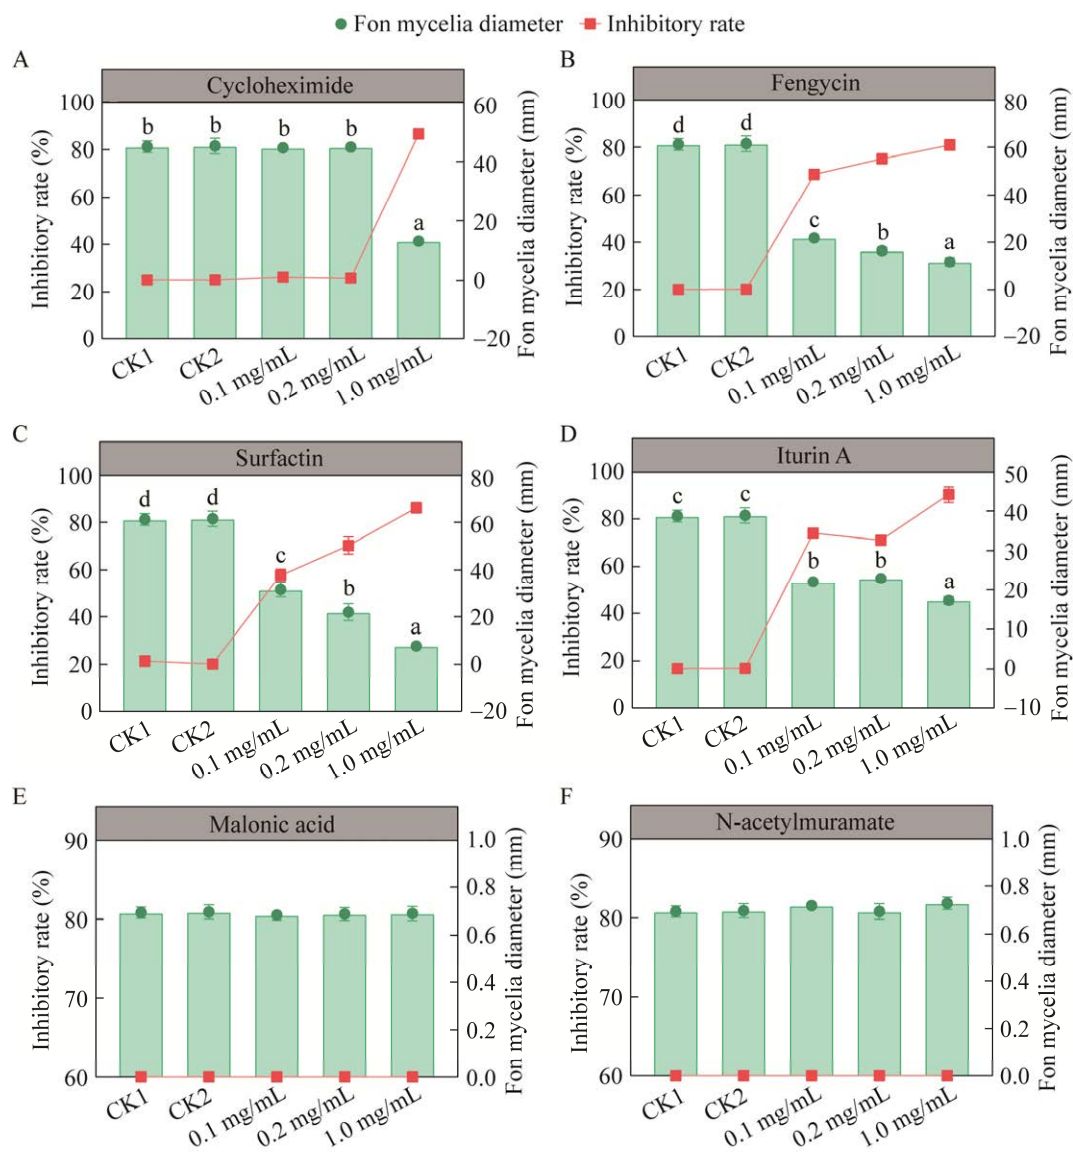 Fon mycelia diameter Inhibitory rate
A
Cycloheximide
Inhibitory rate (%)
100
80
60
40
20
0
b b b b a
60
40
20
0
–20
Fon mycelia diameter (mm)
CK1 CK2 0.1 mg/mL 0.2 mg/mL 1.0 mg/mL
B
Fengycin
Inhibitory rate (%)
100
80
60
40
20
0
d d c b a
80
60
40
20
0
–20
Fon mycelia diameter (mm)
CK1 CK2 0.1 mg/mL 0.2 mg/mL 1.0 mg/mL
C
Surfactin
Inhibitory rate (%)
100
80
60
40
20
0
d d c b a
80
60
40
20
0
–20
Fon mycelia diameter (mm)
CK1 CK2 0.1 mg/mL 0.2 mg/mL 1.0 mg/mL
D
Iturin A
Inhibitory rate (%)
100
80
60
40
20
0
c c b b a
50
40
30
20
10
0
–10
Fon mycelia diameter (mm)
CK1 CK2 0.1 mg/mL 0.2 mg/mL 1.0 mg/mL
E
Malonic acid
Inhibitory rate (%)
90
80
70
60
1.0
0.8
0.6
0.4
0.2
0.0
Fon mycelia diameter (mm)
CK1 CK2 0.1 mg/mL 0.2 mg/mL 1.0 mg/mL
F
N-acetylmuramate
Inhibitory rate (%)
90
80
70
60
1.0
0.8
0.6
0.4
0.2
0.0
Fon mycelia diameter (mm)
CK1 CK2 0.1 mg/mL 0.2 mg/mL 1.0 mg/mL